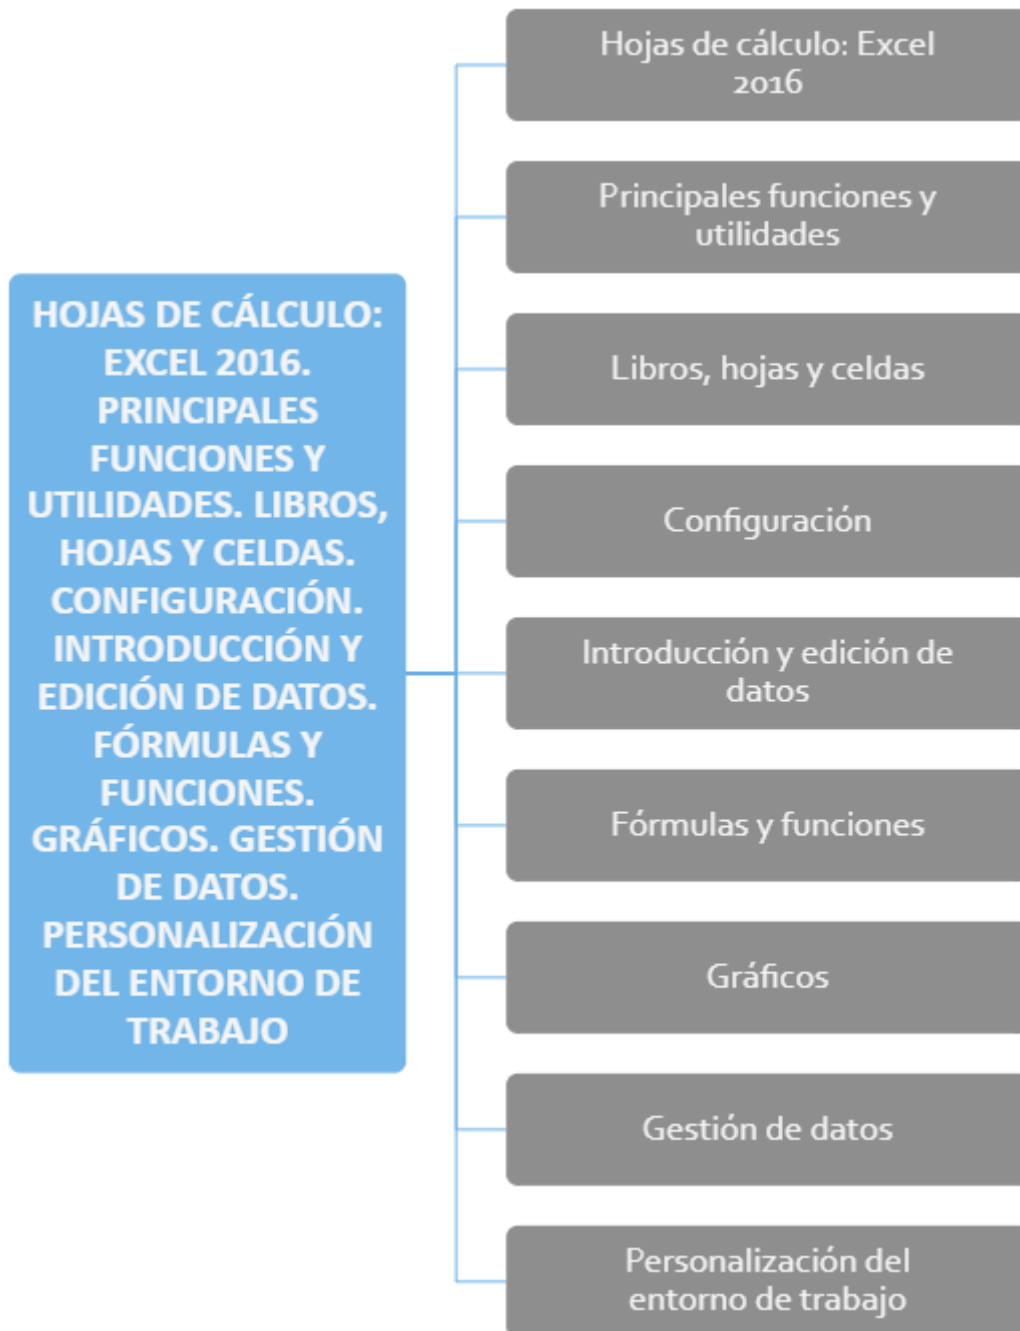 HOJAS DE CÁLCULO:
EXCEL 2016.
PRINCIPALES
FUNCIONES Y
UTILIDADES. LIBROS,
HOJAS Y CELDAS.
CONFIGURACIÓN.
INTRODUCCIÓN Y
EDICIÓN DE DATOS.
FÓRMULAS Y
FUNCIONES.
GRÁFICOS. GESTIÓN
DE DATOS.
PERSONALIZACIÓN
DEL ENTORNO DE
TRABAJO
Hojas de cálculo: Excel
2016
Principales funciones y
utilidades
Libros, hojas y celdas
Configuración
Introducción y edición de
datos
Fórmulas y funciones
Gráficos
Gestión de datos
Personalización del
entorno de trabajo